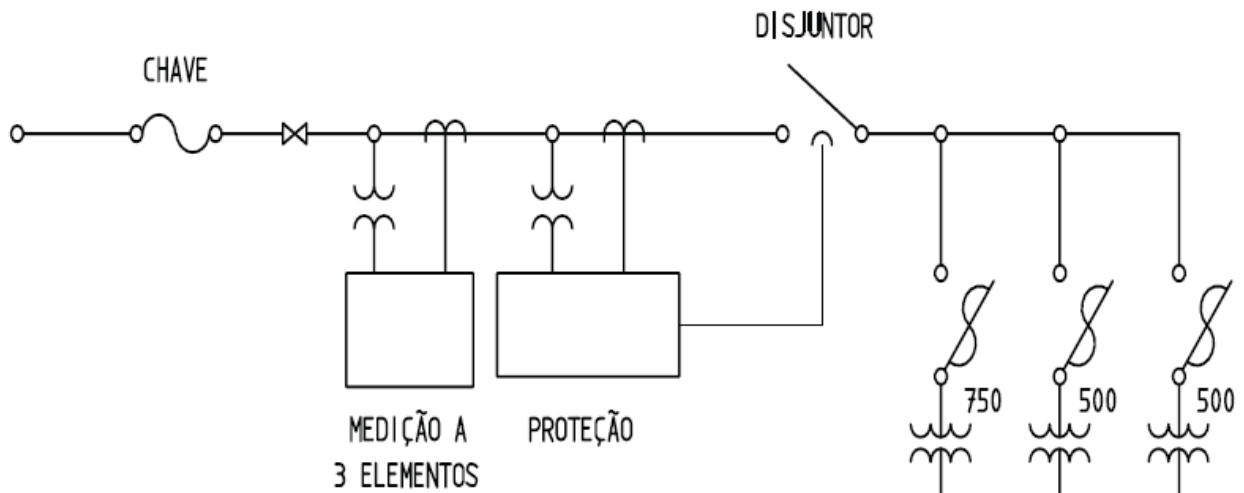 DISJUNTOR
CHAVE
750
500
500
MEDIÇÃO A
3 ELEMENTOS
PROTEÇÃO